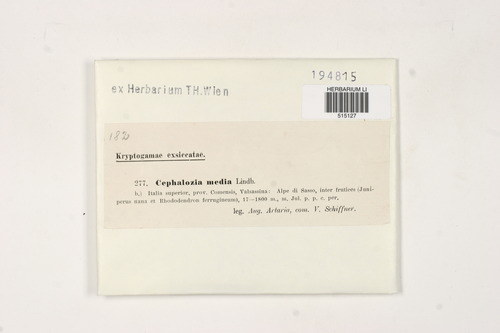 194815
ex Herbarium TH.Wien
HERBARIUM LI
515127
182
Kryptogamae exsiccatae.
277. Cephalozia media Lindb.
b.) Italia superior, prov. Comensis, Valsassina: Alpe di Sasso, inter frutices (Juni-
perus nana et Rhododendron ferrugineum), 17—1800 m., m. Jul. p. p. c. per.
leg. Aug. Artaria, com. V. Schiffner.